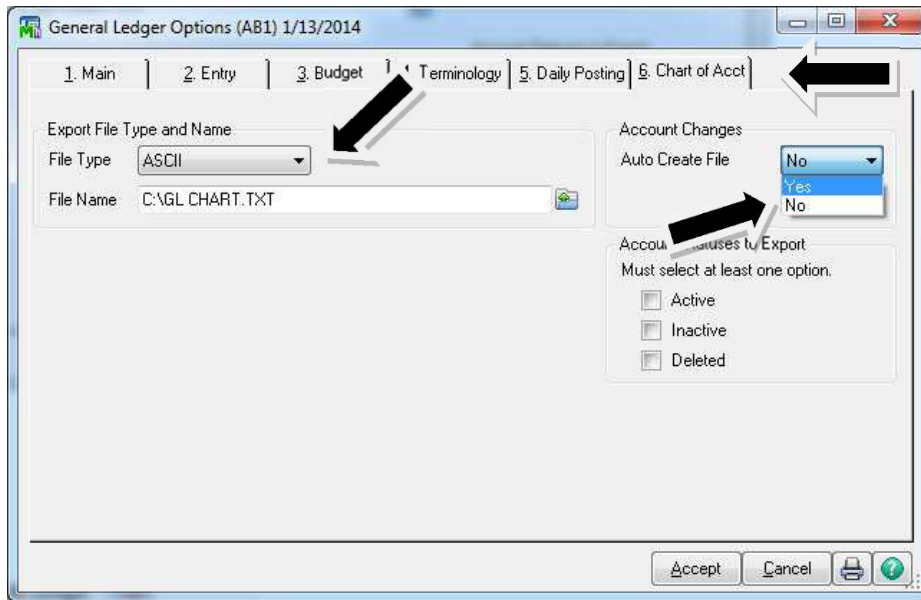 General Ledger Options (AB1) 1/13/2014
1. Main 2. Entry 3. Budget Terminology 5. Daily Posting 6. Chart of Acct
Export File Type and Name
File Type ASCII
File Name C:\GL CHART.TXT
Account Changes
Auto Create File No
Yes
No
to Export
Must select at least one option.
Active
Inactive
Deleted
Accept Cancel